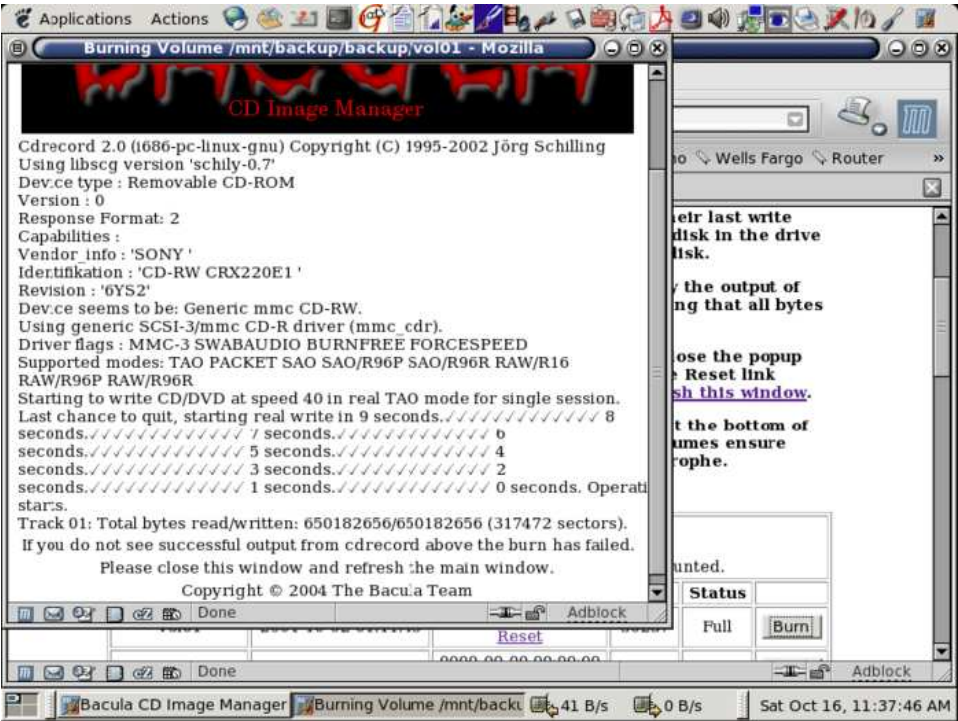 Applications Actions
Burning Volume /mnt/backup/backup/vol01 - Mozilla
CD Image Manager
Cdrecord 2.0 (i686-pc-linux-gnu) Copyright (C) 1995-2002 Jörg Schilling
Using libscg version 'schily-0.7'
Device type : Removable CD-ROM
Version : 0
Response Format: 2
Capabilities :
Vendor_info : 'SONY '
Identifikation : 'CD-RW CRX220E1 '
Revision : '6YS2'
Device seems to be: Generic mmc CD-RW.
Using generic SCSI-3/mmc CD-R driver (mmc_cdr).
Driver flags : MMC-3 SWABAUDIO BURNFREE FORCESPEED
Supported modes: TAO PACKET SAO SAO/R96P SAO/R96R RAW/R16
RAW/R96P RAW/R96R
Starting to write CD/DVD at speed 40 in real TAO mode for single session.
Last chance to quit, starting real write in 9 seconds.✓✓✓✓✓✓✓✓✓✓✓✓✓ 8
seconds.✓✓✓✓✓✓✓✓✓✓✓✓✓ 7 seconds.✓✓✓✓✓✓✓✓✓✓✓✓✓ 6
seconds.✓✓✓✓✓✓✓✓✓✓✓✓✓ 5 seconds.✓✓✓✓✓✓✓✓✓✓✓✓✓ 4
seconds.✓✓✓✓✓✓✓✓✓✓✓✓✓ 3 seconds.✓✓✓✓✓✓✓✓✓✓✓✓✓ 2
seconds.✓✓✓✓✓✓✓✓✓✓✓✓✓ 1 seconds.✓✓✓✓✓✓✓✓✓✓✓✓✓ 0 seconds. Operati
starts.
Track 01: Total bytes read/written: 650182656/650182656 (317472 sectors).
If you do not see successful output from cdrecord above the burn has failed.
Please close this window and refresh the main window.
Copyright © 2004 The Bacula Team
Done
Adblock
Wells Fargo Router »
eir last write
disk in the drive
disk.
the output of
ng that all bytes
ose the popup
Reset link
sh this window.
t the bottom of
umes ensure
rophe.
unted.
Status
Reset
Full
Burn
Done
Adblock
Bacula CD Image Manager
Burning Volume /mnt/backu
41 B/s
0 B/s
Sat Oct 16, 11:37:46 AM